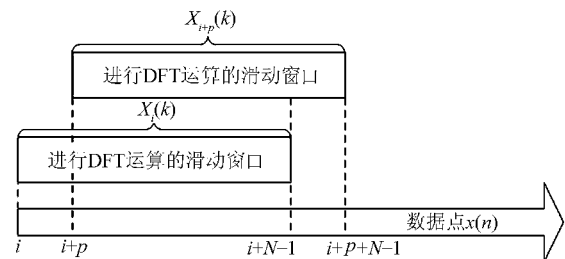 X_{i+p}(k)
进行DFT运算的滑动窗口
X_i(k)
进行DFT运算的滑动窗口
数据点x(n)
i i+p i+N-1 i+p+N-1